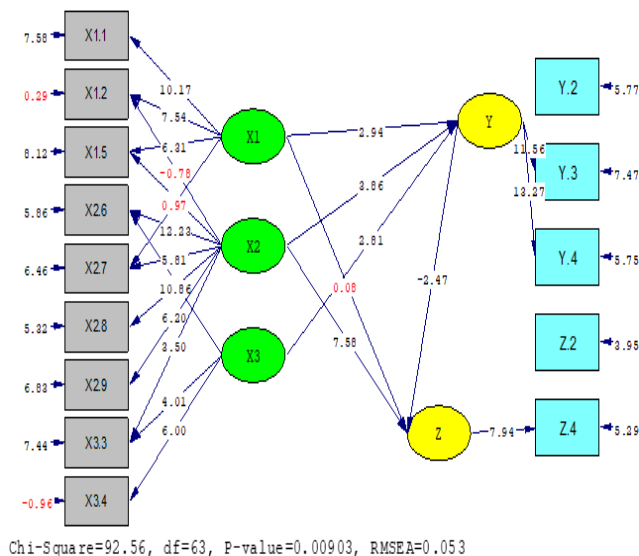 7.58 X1.1
0.29 X1.2
8.12 X1.5
5.86 X2.6
6.46 X2.7
5.32 X2.8
6.83 X2.9
7.44 X3.3
-0.96 X3.4
10.17
7.54
6.31
-0.78
0.97
12.23
5.81
10.86
6.20
3.50
4.01
6.00
X1
X2
X3
2.94
3.86
2.81
0.08
7.58
-2.47
Y
Z
11.56
13.27
7.94
Y.2 5.77
Y.3 7.47
Y.4 5.75
Z.2 3.95
Z.4 5.29
Chi-Square=92.56, df=63, P-value=0.00903, RMSEA=0.053